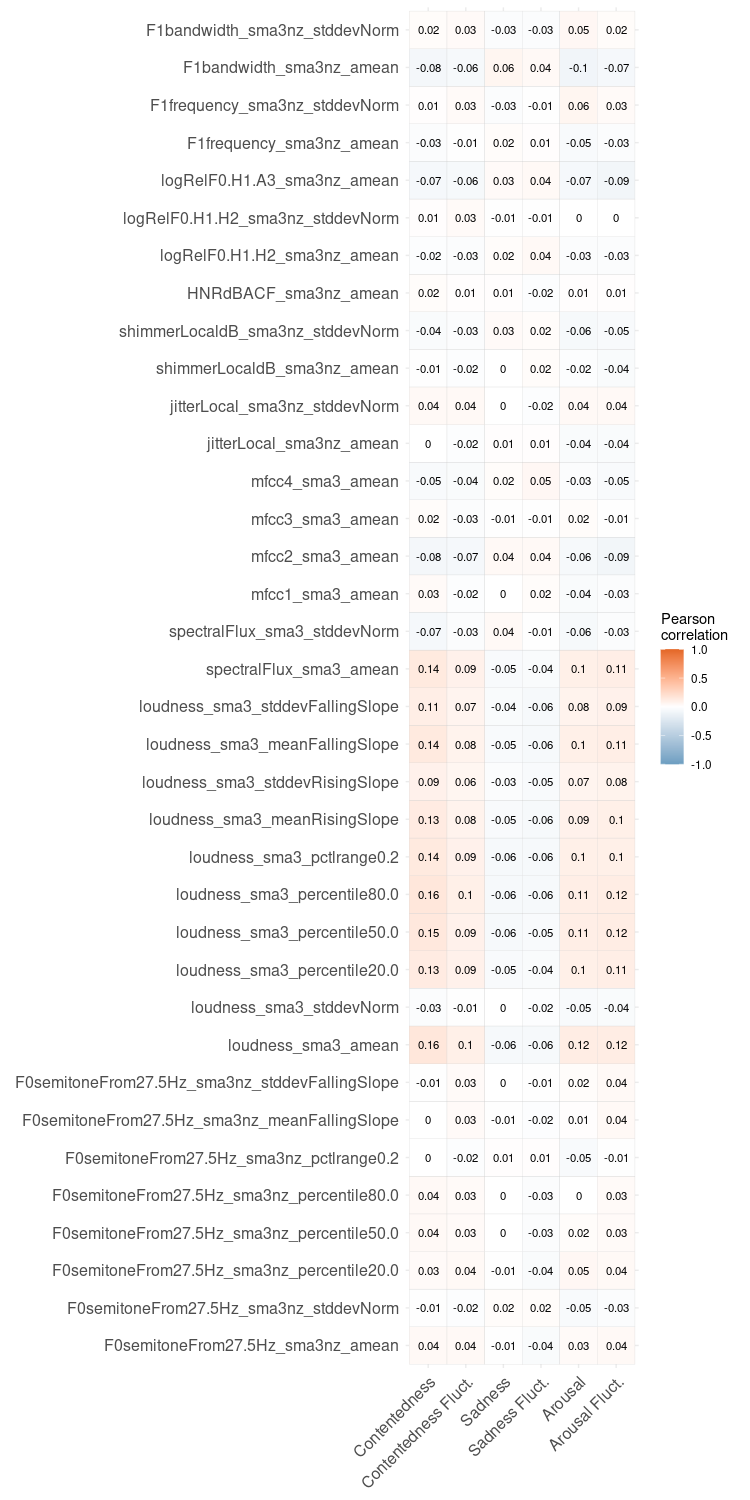 F1bandwidth_sma3nz_stddevNorm 0.02 0.03 -0.03 -0.03 0.05 0.02
F1bandwidth_sma3nz_amean -0.08 -0.06 0.06 0.04 -0.1 -0.07
F1frequency_sma3nz_stddevNorm 0.01 0.03 -0.03 -0.01 0.06 0.03
F1frequency_sma3nz_amean -0.03 -0.01 0.02 0.01 -0.05 -0.03
logRelF0.H1.A3_sma3nz_amean -0.07 -0.06 0.03 0.04 -0.07 -0.09
logRelF0.H1.H2_sma3nz_stddevNorm 0.01 0.03 -0.01 -0.01 0 0
logRelF0.H1.H2_sma3nz_amean -0.02 -0.03 0.02 0.04 -0.03 -0.03
HNRdBACF_sma3nz_amean 0.02 0.01 0.01 -0.02 0.01 0.01
shimmerLocaldB_sma3nz_stddevNorm -0.04 -0.03 0.03 0.02 -0.06 -0.05
shimmerLocaldB_sma3nz_amean -0.01 -0.02 0 0.02 -0.02 -0.04
jitterLocal_sma3nz_stddevNorm 0.04 0.04 0 -0.02 0.04 0.04
jitterLocal_sma3nz_amean 0 -0.02 0.01 0.01 -0.04 -0.04
mfcc4_sma3_amean -0.05 -0.04 0.02 0.05 -0.03 -0.05
mfcc3_sma3_amean 0.02 -0.03 -0.01 -0.01 0.02 -0.01
mfcc2_sma3_amean -0.08 -0.07 0.04 0.04 -0.06 -0.09
mfcc1_sma3_amean 0.03 -0.02 0 0.02 -0.04 -0.03
spectralFlux_sma3_stddevNorm -0.07 -0.03 0.04 -0.01 -0.06 -0.03
spectralFlux_sma3_amean 0.14 0.09 -0.05 -0.04 0.1 0.11
loudness_sma3_stddevFallingSlope 0.11 0.07 -0.04 -0.06 0.08 0.09
loudness_sma3_meanFallingSlope 0.14 0.08 -0.05 -0.06 0.1 0.11
loudness_sma3_stddevRisingSlope 0.09 0.06 -0.03 -0.05 0.07 0.08
loudness_sma3_meanRisingSlope 0.13 0.08 -0.05 -0.06 0.09 0.1
loudness_sma3_pctlrange0.2 0.14 0.09 -0.06 -0.06 0.1 0.1
loudness_sma3_percentile80.0 0.16 0.1 -0.06 -0.06 0.11 0.12
loudness_sma3_percentile50.0 0.15 0.09 -0.06 -0.05 0.11 0.12
loudness_sma3_percentile20.0 0.13 0.09 -0.05 -0.04 0.1 0.11
loudness_sma3_stddevNorm -0.03 -0.01 0 -0.02 -0.05 -0.04
loudness_sma3_amean 0.16 0.1 -0.06 -0.06 0.12 0.12
F0semitoneFrom27.5Hz_sma3nz_stddevFallingSlope -0.01 0.03 0 -0.01 0.02 0.04
F0semitoneFrom27.5Hz_sma3nz_meanFallingSlope 0 0.03 -0.01 -0.02 0.01 0.04
F0semitoneFrom27.5Hz_sma3nz_pctlrange0.2 0 -0.02 0.01 0.01 -0.05 -0.01
F0semitoneFrom27.5Hz_sma3nz_percentile80.0 0.04 0.03 0 -0.03 0 0.03
F0semitoneFrom27.5Hz_sma3nz_percentile50.0 0.04 0.03 0 -0.03 0.02 0.03
F0semitoneFrom27.5Hz_sma3nz_percentile20.0 0.03 0.04 -0.01 -0.04 0.05 0.04
F0semitoneFrom27.5Hz_sma3nz_stddevNorm -0.01 -0.02 0.02 0.02 -0.05 -0.03
F0semitoneFrom27.5Hz_sma3nz_amean 0.04 0.04 -0.01 -0.04 0.03 0.04
Contentedness
Contentedness Fluct.
Sadness
Sadness Fluct.
Arousal
Arousal Fluct.
Pearson
correlation
1.0
0.5
0.0
-0.5
-1.0